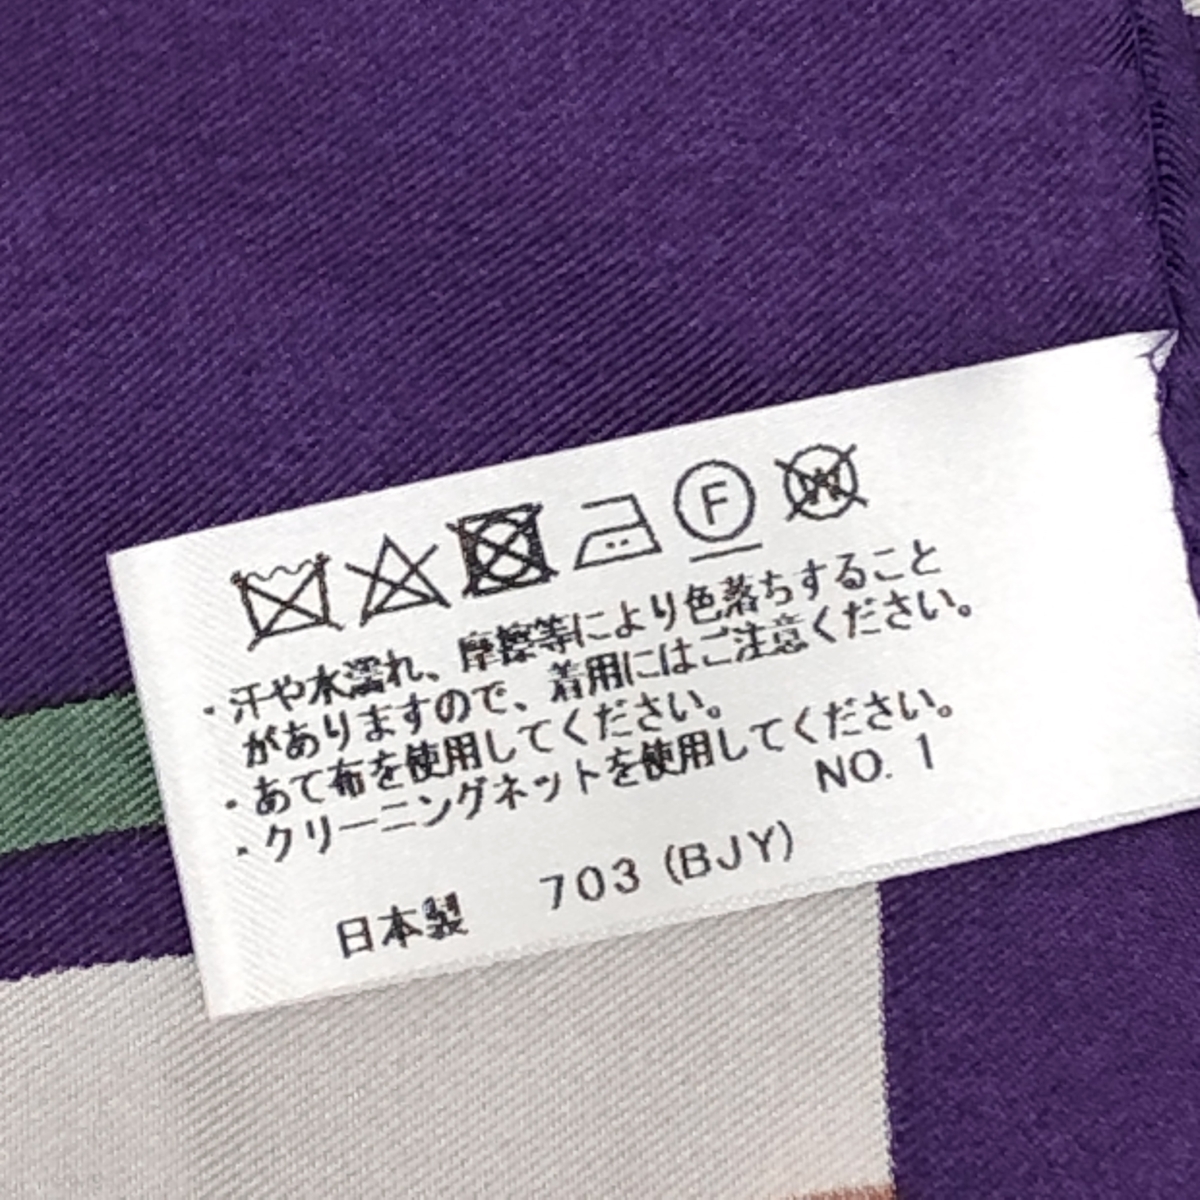 F W
・汗や水濡れ、摩擦等により色落ちすること
がありますので、着用にはご注意ください。
・あて布を使用してください。
・クリーニングネットを使用してください。
NO. 1
日本製 703 (BJY)